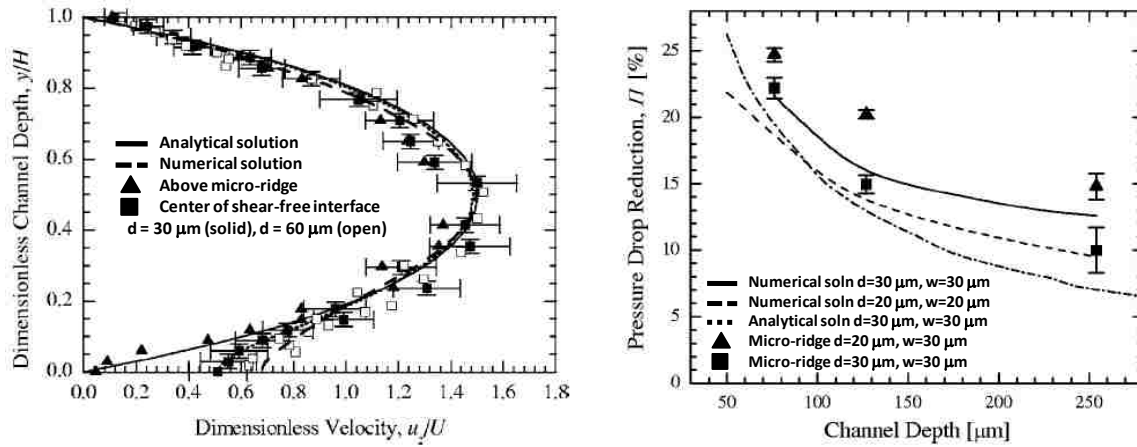 Dimensionless Channel Depth, y/H
1.0
0.8
0.6
0.4
0.2
0.0
Analytical solution
Numerical solution
Above micro-ridge
Center of shear-free interface
d = 30 µm (solid), d = 60 µm (open)
0.0 0.2 0.4 0.6 0.8 1.0 1.2 1.4 1.6 1.8
Dimensionless Velocity, u/U
Pressure Drop Reduction, Π [%]
25
20
15
10
5
0
Numerical soln d=30 µm, w=30 µm
Numerical soln d=20 µm, w=20 µm
Analytical soln d=30 µm, w=30 µm
Micro-ridge d=20 µm, w=30 µm
Micro-ridge d=30 µm, w=30 µm
50 100 150 200 250
Channel Depth [µm]